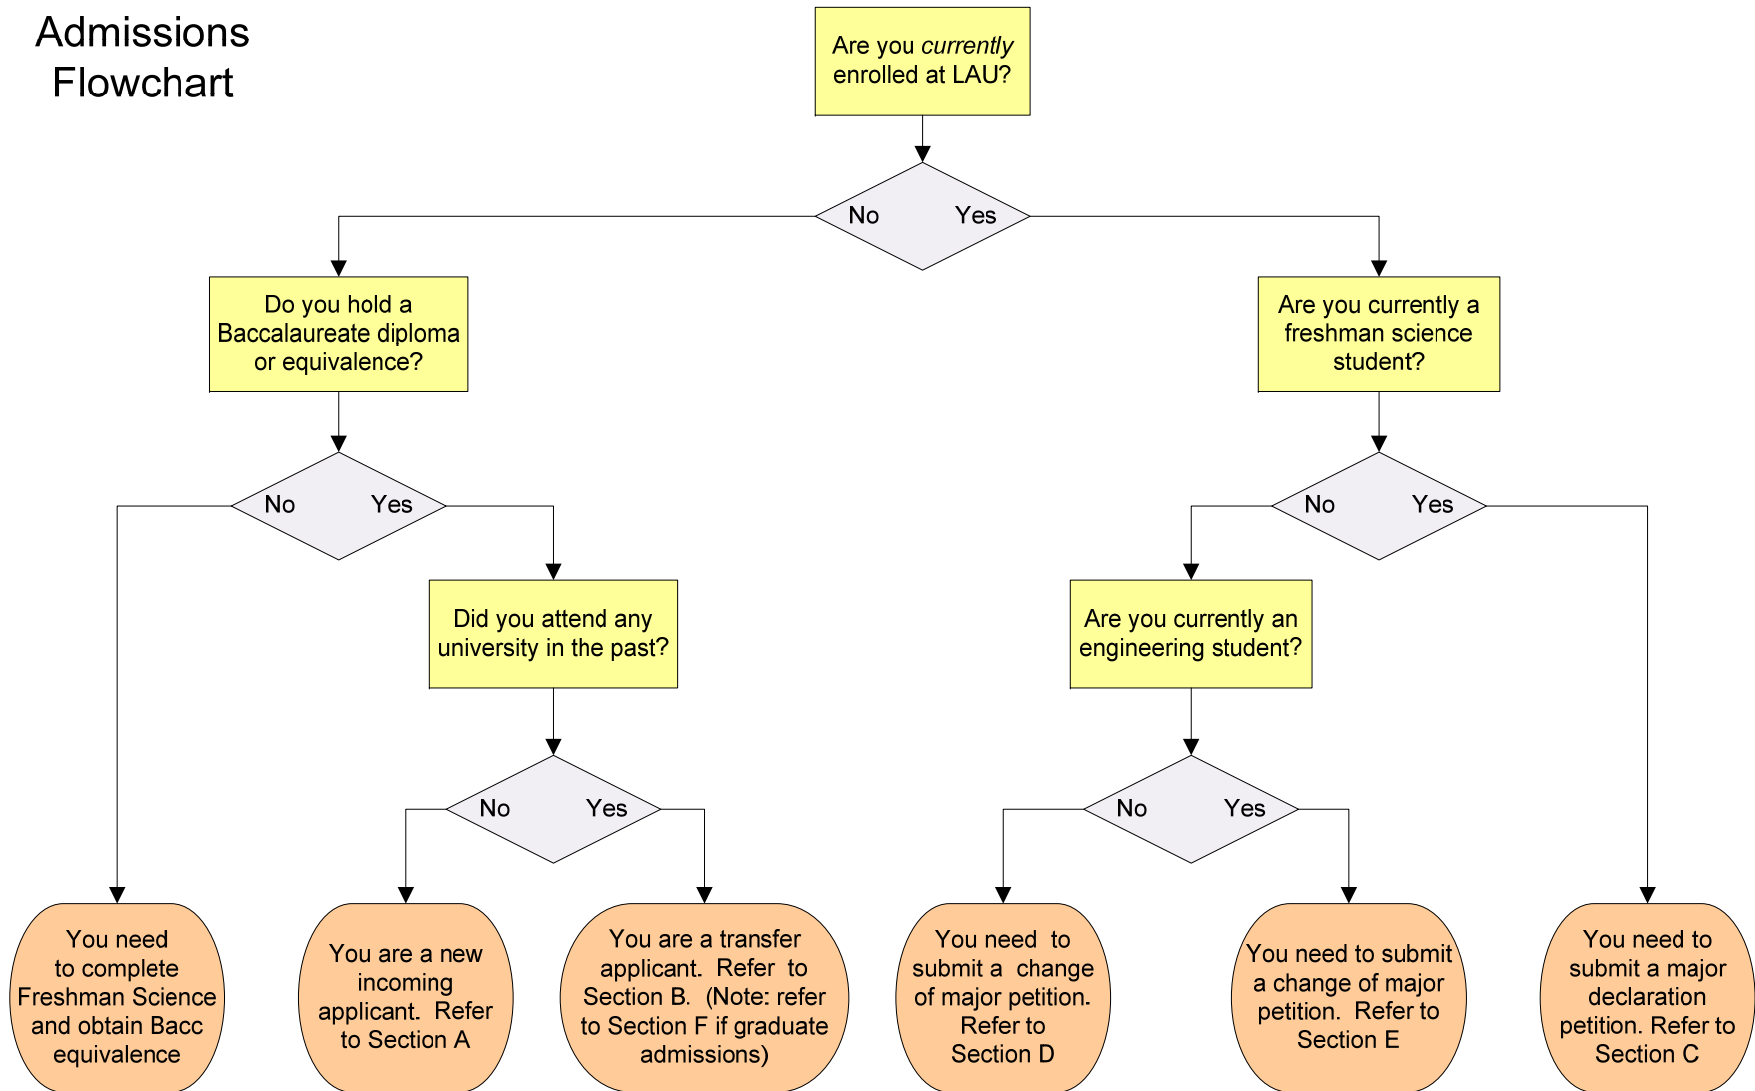 Admissions
Flowchart
Are you currently
enrolled at LAU?
No
Yes
Do you hold a
Baccalaureate diploma
or equivalence?
Are you currently a
freshman science
student?
No
Yes
No
Yes
Did you attend any
university in the past?
Are you currently an
engineering student?
No
Yes
No
Yes
You need
to complete
Freshman Science
and obtain Bacc
equivalence
You are a new
incoming
applicant. Refer
to Section A
You are a transfer
applicant. Refer to
Section B. (Note: refer
to Section F if graduate
admissions)
You need to
submit a change
of major petition.
Refer to
Section D
You need to submit
a change of major
petition. Refer to
Section E
You need to
submit a major
declaration
petition. Refer to
Section C